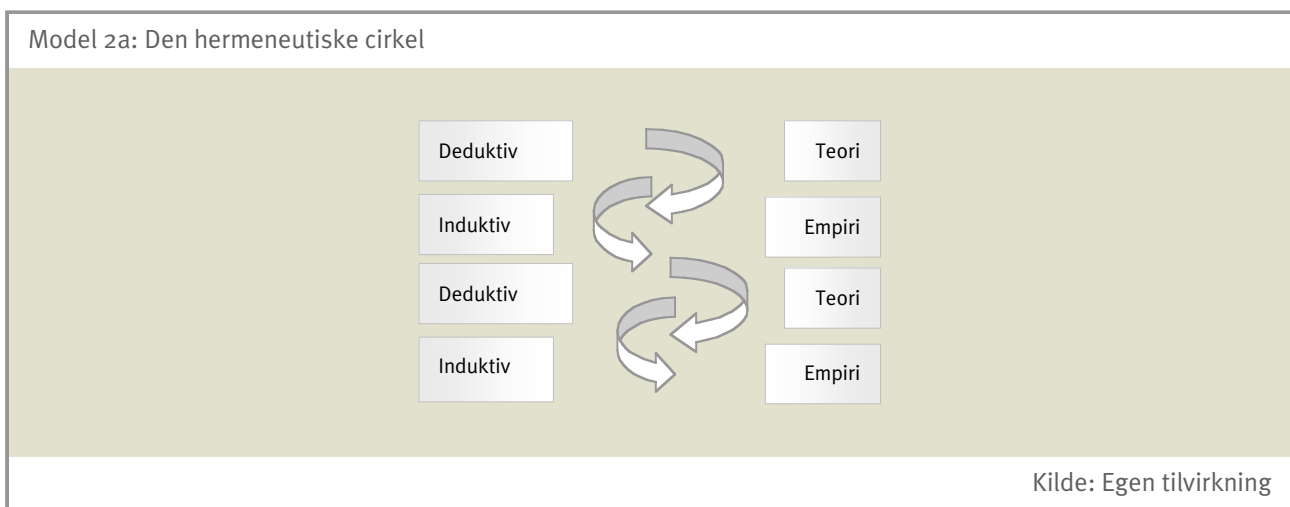 Model 2a: Den hermeneutiske cirkel
Deduktiv Teori
Induktiv Empiri
Deduktiv Teori
Induktiv Empiri
Kilde: Egen tilvirkning